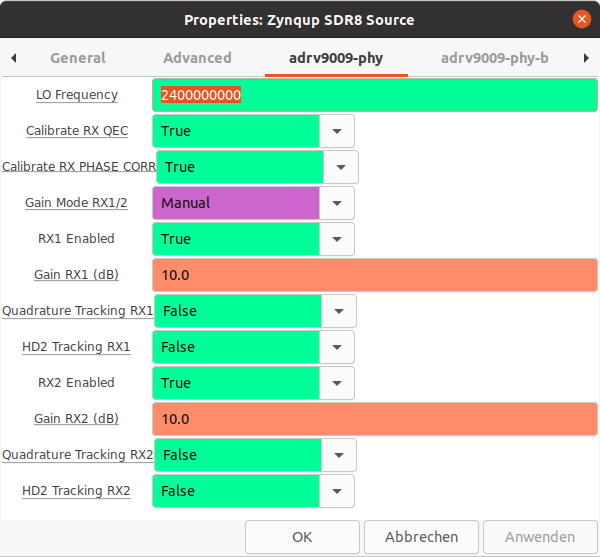 Properties: Zynqup SDR8 Source
General Advanced adrv9009-phy adrv9009-phy-b
LO Frequency 2400000000
Calibrate RX QEC True
Calibrate RX PHASE CORR True
Gain Mode RX1/2 Manual
RX1 Enabled True
Gain RX1 (dB) 10.0
Quadrature Tracking RX1 False
HD2 Tracking RX1 False
RX2 Enabled True
Gain RX2 (dB) 10.0
Quadrature Tracking RX2 False
HD2 Tracking RX2 False
OK Abbrechen Anwenden